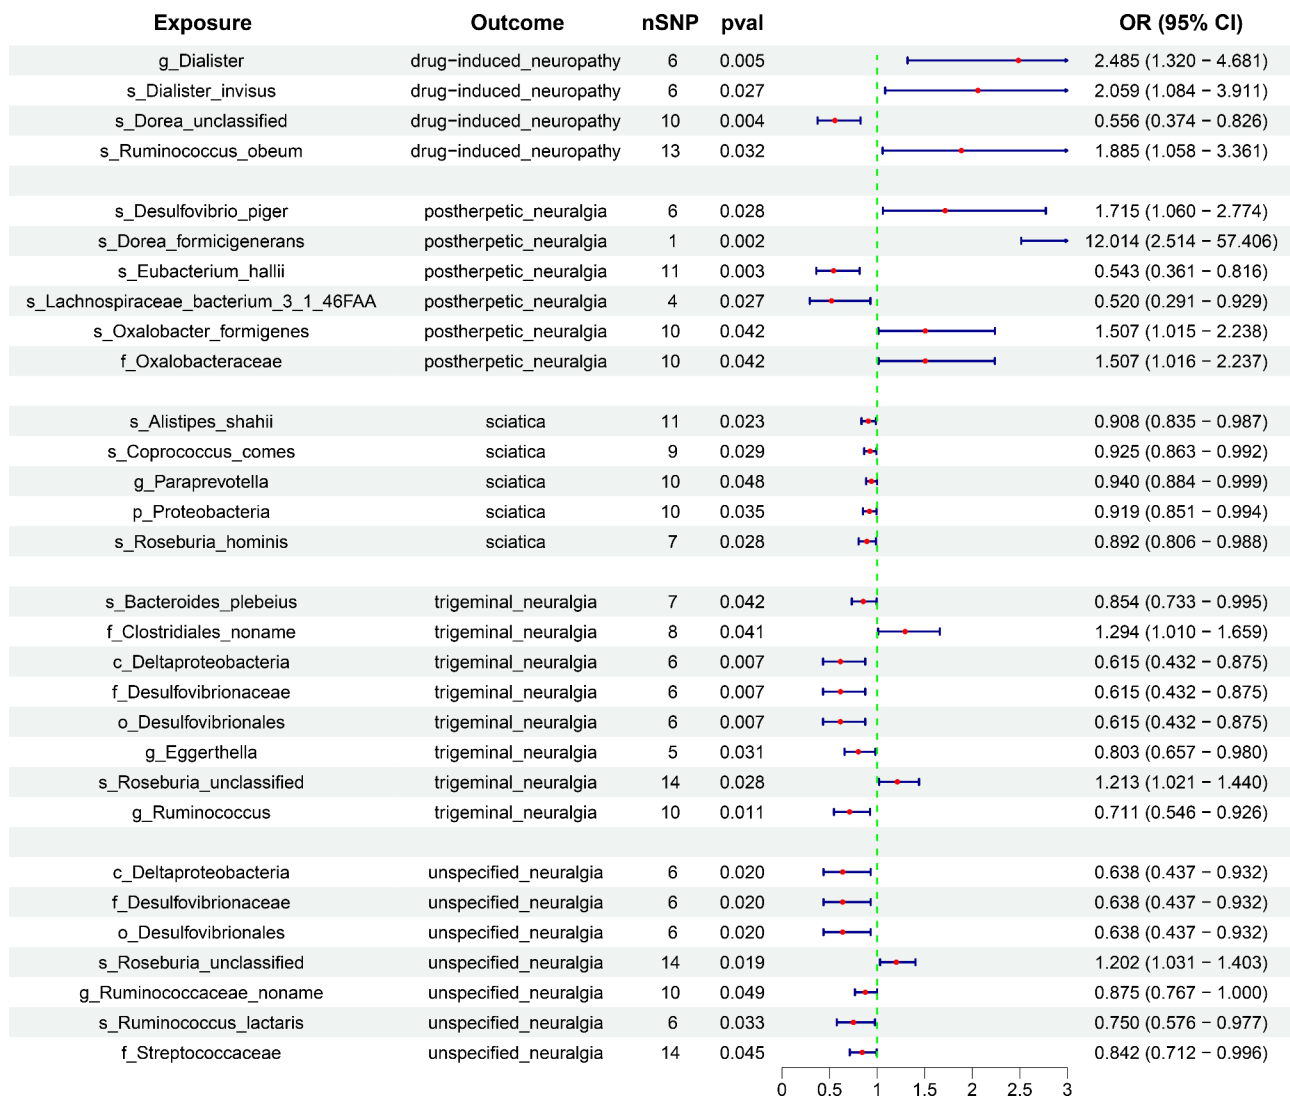 Exposure Outcome nSNP pval OR (95% CI)
g_Dialister drug−induced_neuropathy 6 0.005 2.485 (1.320 − 4.681)
s_Dialister_invisus drug−induced_neuropathy 6 0.027 2.059 (1.084 − 3.911)
s_Dorea_unclassified drug−induced_neuropathy 10 0.004 0.556 (0.374 − 0.826)
s_Ruminococcus_obeum drug−induced_neuropathy 13 0.032 1.885 (1.058 − 3.361)
s_Desulfovibrio_piger postherpetic_neuralgia 6 0.028 1.715 (1.060 − 2.774)
s_Dorea_formicigenerans postherpetic_neuralgia 1 0.002 12.014 (2.514 − 57.406)
s_Eubacterium_hallii postherpetic_neuralgia 11 0.003 0.543 (0.361 − 0.816)
s_Lachnospiraceae_bacterium_3_1_46FAA postherpetic_neuralgia 4 0.027 0.520 (0.291 − 0.929)
s_Oxalobacter_formigenes postherpetic_neuralgia 10 0.042 1.507 (1.015 − 2.238)
f_Oxalobacteraceae postherpetic_neuralgia 10 0.042 1.507 (1.016 − 2.237)
s_Alistipes_shahii sciatica 11 0.023 0.908 (0.835 − 0.987)
s_Coprococcus_comes sciatica 9 0.029 0.925 (0.863 − 0.992)
g_Paraprevotella sciatica 10 0.048 0.940 (0.884 − 0.999)
p_Proteobacteria sciatica 10 0.035 0.919 (0.851 − 0.994)
s_Roseburia_hominis sciatica 7 0.028 0.892 (0.806 − 0.988)
s_Bacteroides_plebeius trigeminal_neuralgia 7 0.042 0.854 (0.733 − 0.995)
f_Clostridiales_noname trigeminal_neuralgia 8 0.041 1.294 (1.010 − 1.659)
c_Deltaproteobacteria trigeminal_neuralgia 6 0.007 0.615 (0.432 − 0.875)
f_Desulfovibrionaceae trigeminal_neuralgia 6 0.007 0.615 (0.432 − 0.875)
o_Desulfovibrionales trigeminal_neuralgia 6 0.007 0.615 (0.432 − 0.875)
g_Eggerthella trigeminal_neuralgia 5 0.031 0.803 (0.657 − 0.980)
s_Roseburia_unclassified trigeminal_neuralgia 14 0.028 1.213 (1.021 − 1.440)
g_Ruminococcus trigeminal_neuralgia 10 0.011 0.711 (0.546 − 0.926)
c_Deltaproteobacteria unspecified_neuralgia 6 0.020 0.638 (0.437 − 0.932)
f_Desulfovibrionaceae unspecified_neuralgia 6 0.020 0.638 (0.437 − 0.932)
o_Desulfovibrionales unspecified_neuralgia 6 0.020 0.638 (0.437 − 0.932)
s_Roseburia_unclassified unspecified_neuralgia 14 0.019 1.202 (1.031 − 1.403)
g_Ruminococcaceae_noname unspecified_neuralgia 10 0.049 0.875 (0.767 − 1.000)
s_Ruminococcus_lactaris unspecified_neuralgia 6 0.033 0.750 (0.576 − 0.977)
f_Streptococcaceae unspecified_neuralgia 14 0.045 0.842 (0.712 − 0.996)
0 0.5 1 1.5 2 2.5 3